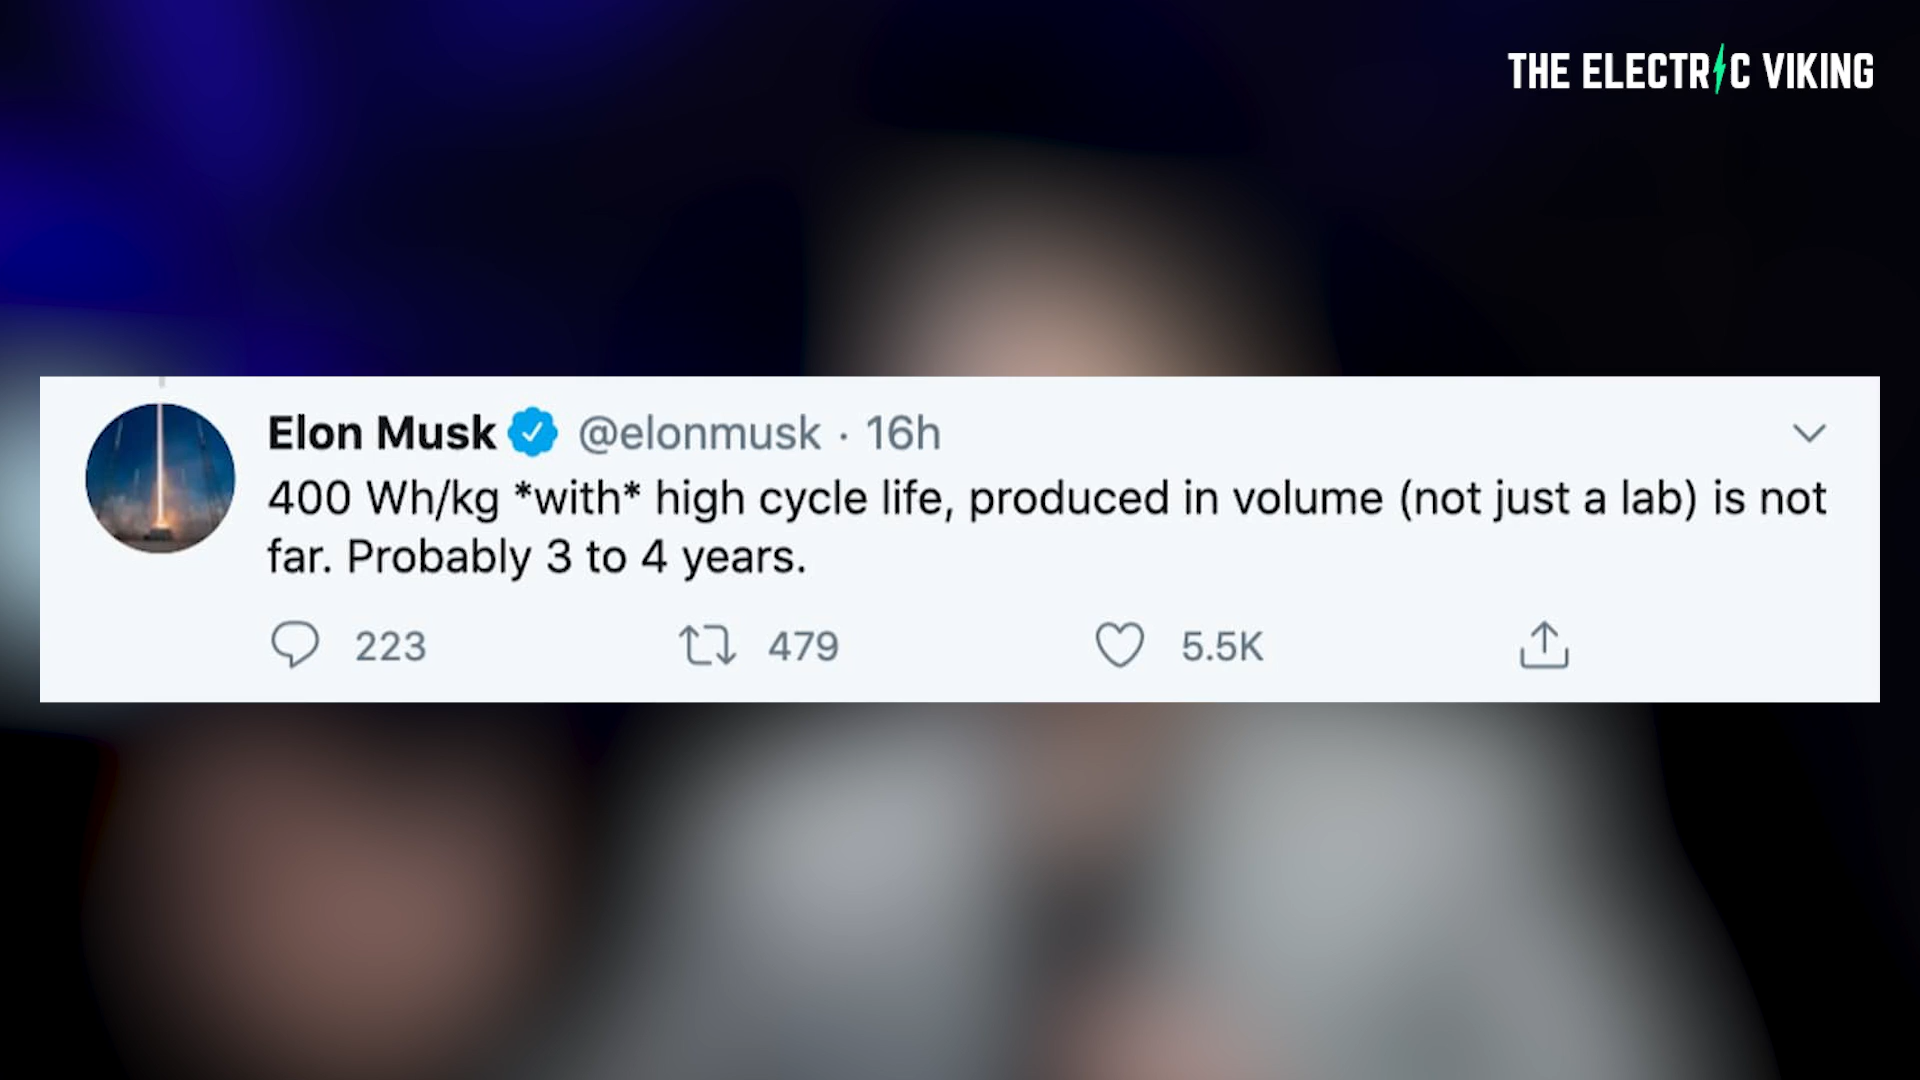 THE ELECTRIC VIKING
Elon Musk @elonmusk · 16h
400 Wh/kg *with* high cycle life, produced in volume (not just a lab) is not
far. Probably 3 to 4 years.
223 479 5.5K